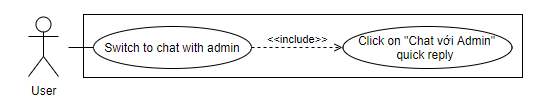 Switch to chat with admin
<<include>>
Click on "Chat với Admin"
quick reply
User